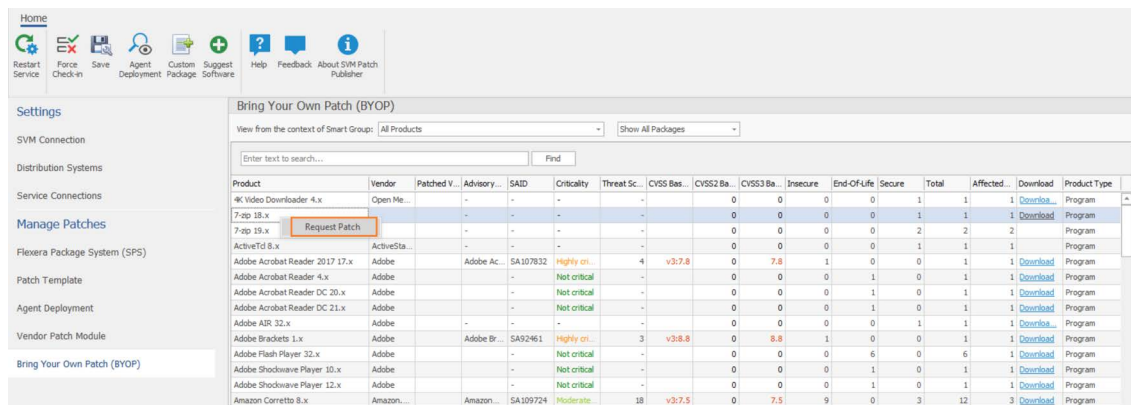 Home
Restart Service
Force Check-in
Save
Agent Deployment
Custom Package
Suggest Software
Help
Feedback
About SVM Patch Publisher
Settings
SVM Connection
Distribution Systems
Service Connections
Manage Patches
Flexera Package System (SPS)
Patch Template
Agent Deployment
Vendor Patch Module
Bring Your Own Patch (BYOP)
Bring Your Own Patch (BYOP)
View from the context of Smart Group: All Products Show All Packages
Enter text to search... Find
Product Vendor Patched V... Advisory... SAID Criticality Threat Sc... CVSS Bas... CVSS2 Ba... CVSS3 Ba... Insecure End-Of-Life Secure Total Affected... Download Product Type
4K Video Downloader 4.x Open Me... - - - - 0 0 0 0 1 1 1 Downloa... Program
7-zip 18.x - - - - 0 0 0 0 1 1 1 Download Program
Request Patch
7-zip 19.x - - - - 0 0 0 0 2 2 2 Program
ActiveTcl 8.x ActiveSta... - - - - 0 0 0 0 1 1 1 Program
Adobe Acrobat Reader 2017 17.x Adobe Adobe Ac... SA107832 Highly cri... 4 v3:7.8 0 7.8 1 0 0 1 1 Download Program
Adobe Acrobat Reader 4.x Adobe - Not critical - 0 0 0 1 0 1 1 Download Program
Adobe Acrobat Reader DC 20.x Adobe - Not critical - 0 0 0 1 0 1 1 Download Program
Adobe Acrobat Reader DC 21.x Adobe - Not critical - 0 0 0 1 0 1 1 Download Program
Adobe AIR 32.x Adobe - - - - 0 0 0 0 1 1 1 Downloa... Program
Adobe Brackets 1.x Adobe Adobe Br... SA92461 Highly cri... 3 v3:8.8 0 8.8 1 0 0 1 1 Download Program
Adobe Flash Player 32.x Adobe - Not critical - 0 0 0 6 0 6 1 Download Program
Adobe Shockwave Player 10.x Adobe - Not critical - 0 0 0 1 0 1 1 Download Program
Adobe Shockwave Player 12.x Adobe - Not critical - 0 0 0 1 0 1 1 Download Program
Amazon Corretto 8.x Amazon.... Amazon... SA109724 Moderate... 18 v3:7.5 0 7.5 9 0 3 12 3 Download Program